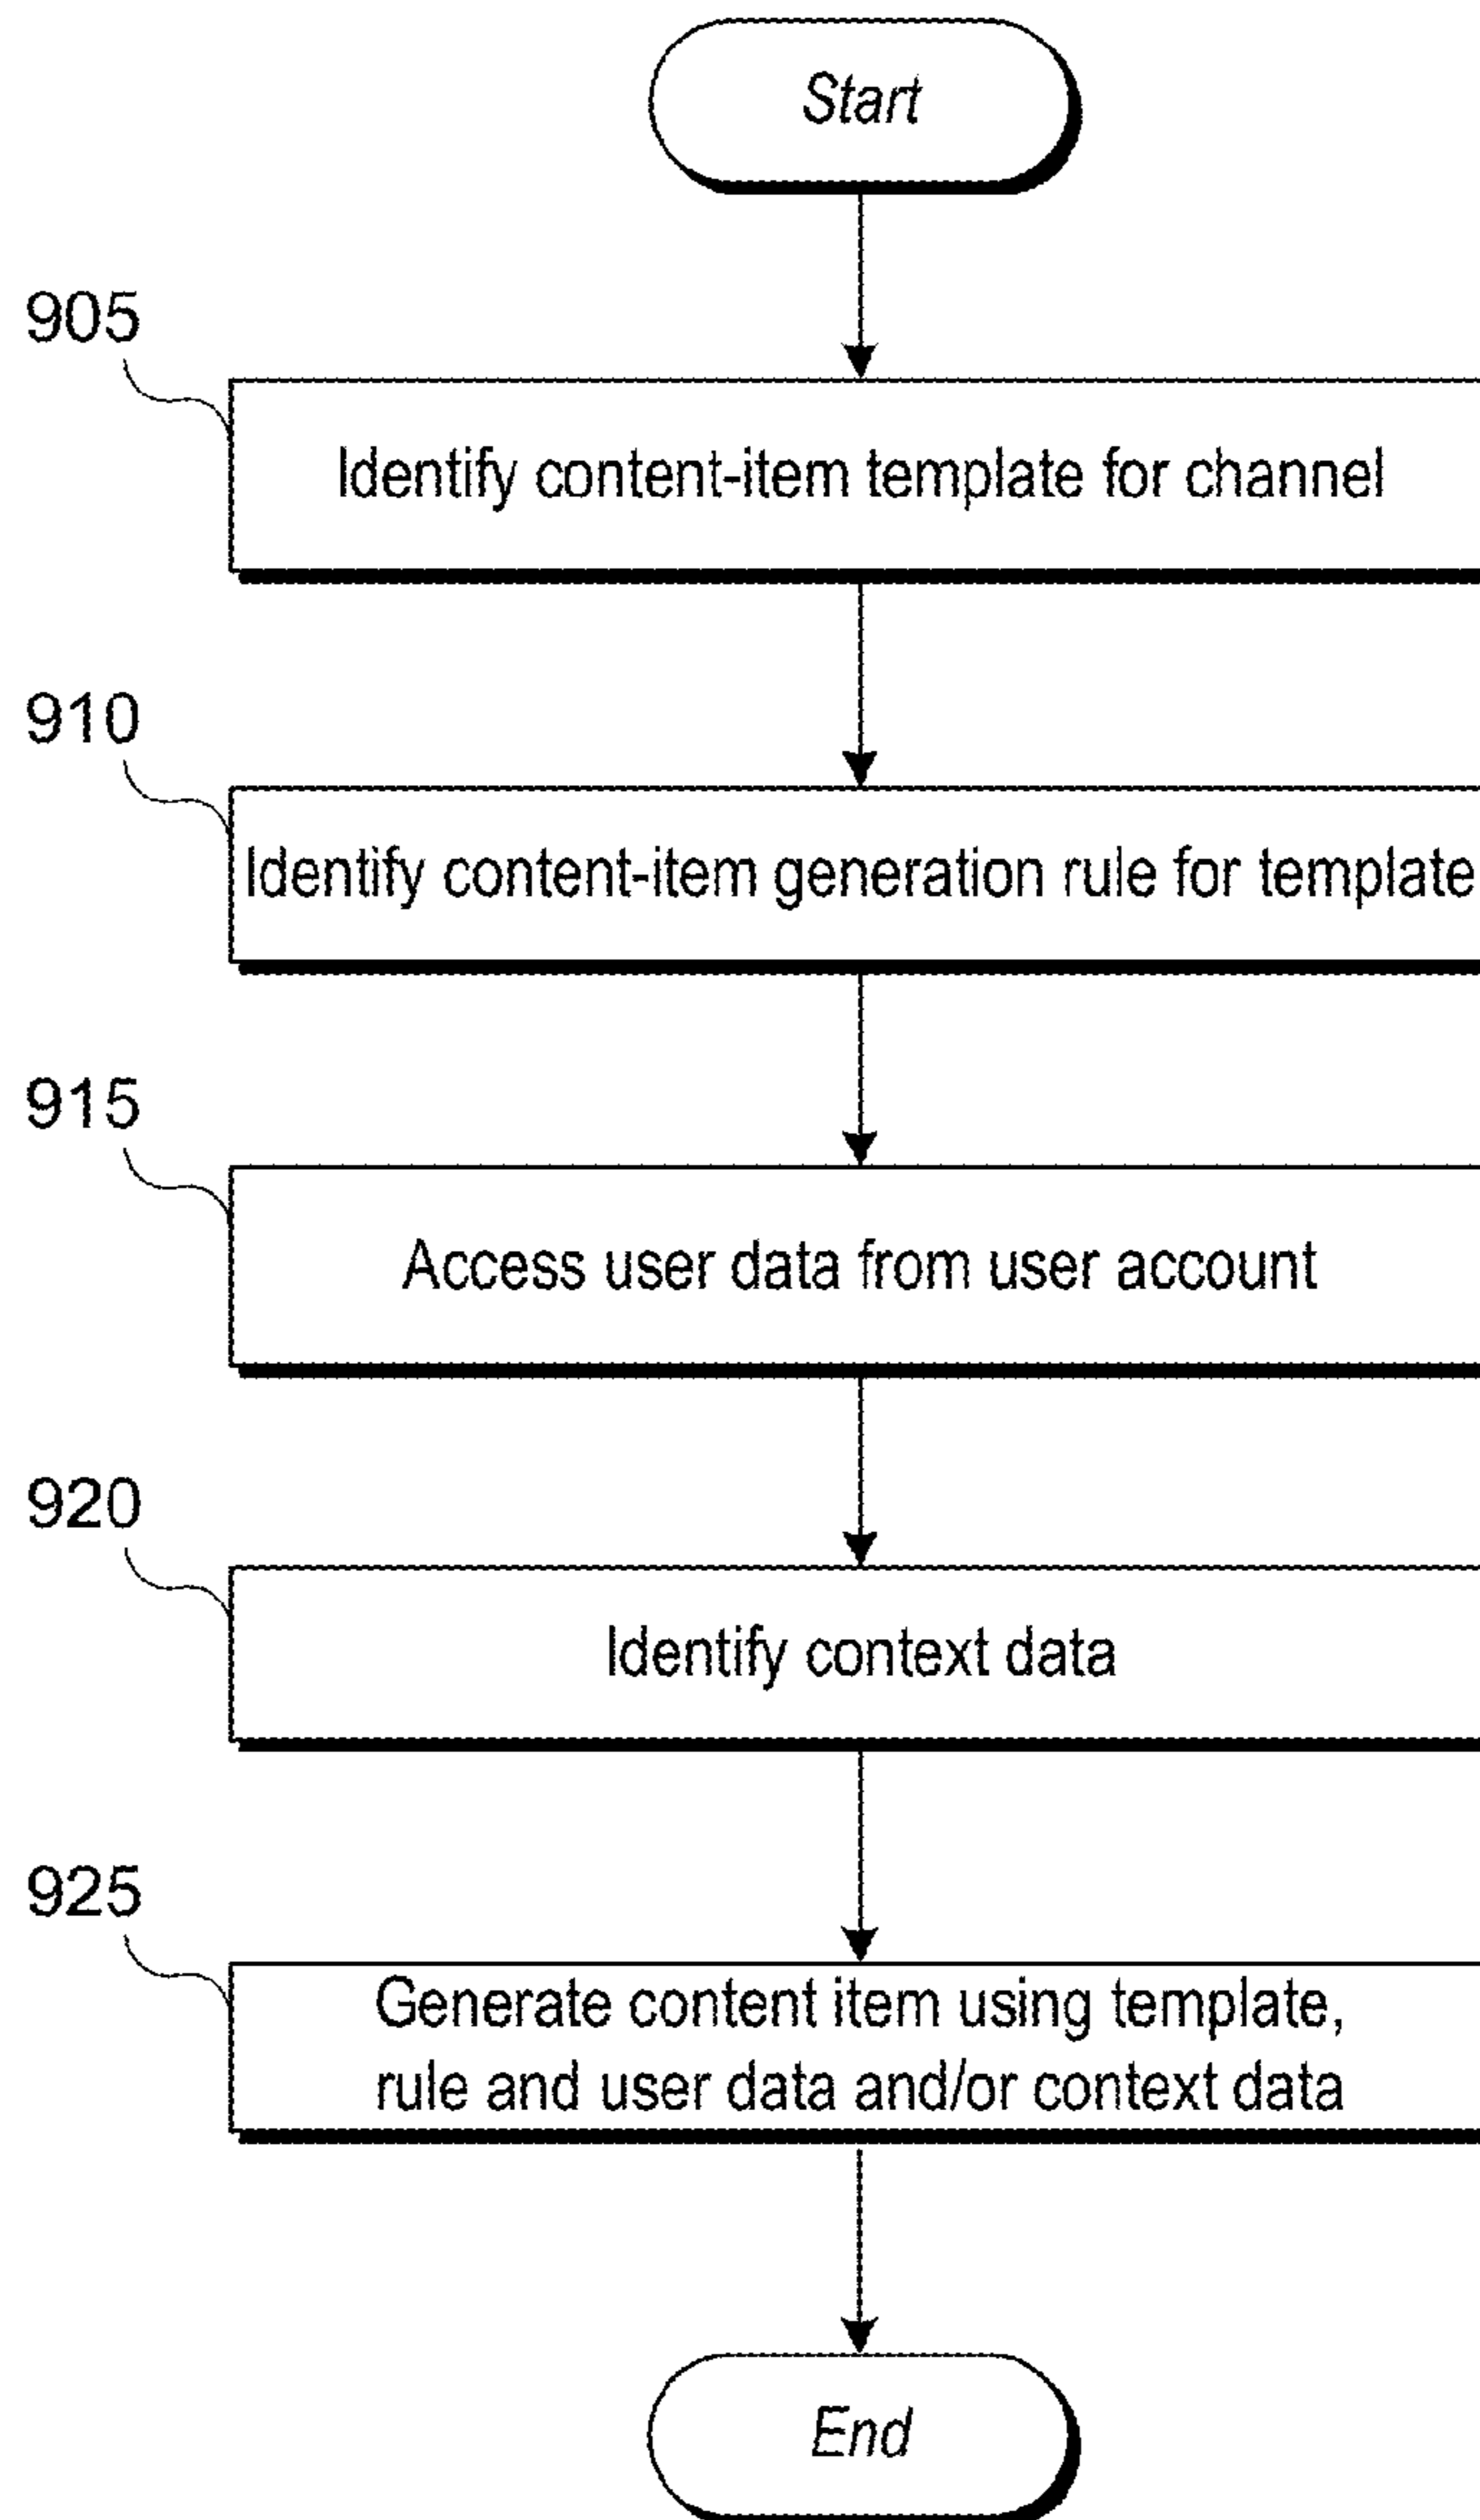 Start
905
Identify content-item template for channel
910
Identify content-item generation rule for template
915
Access user data from user account
920
Identify context data
925
Generate content item using template,
rule and user data and/or context data
End